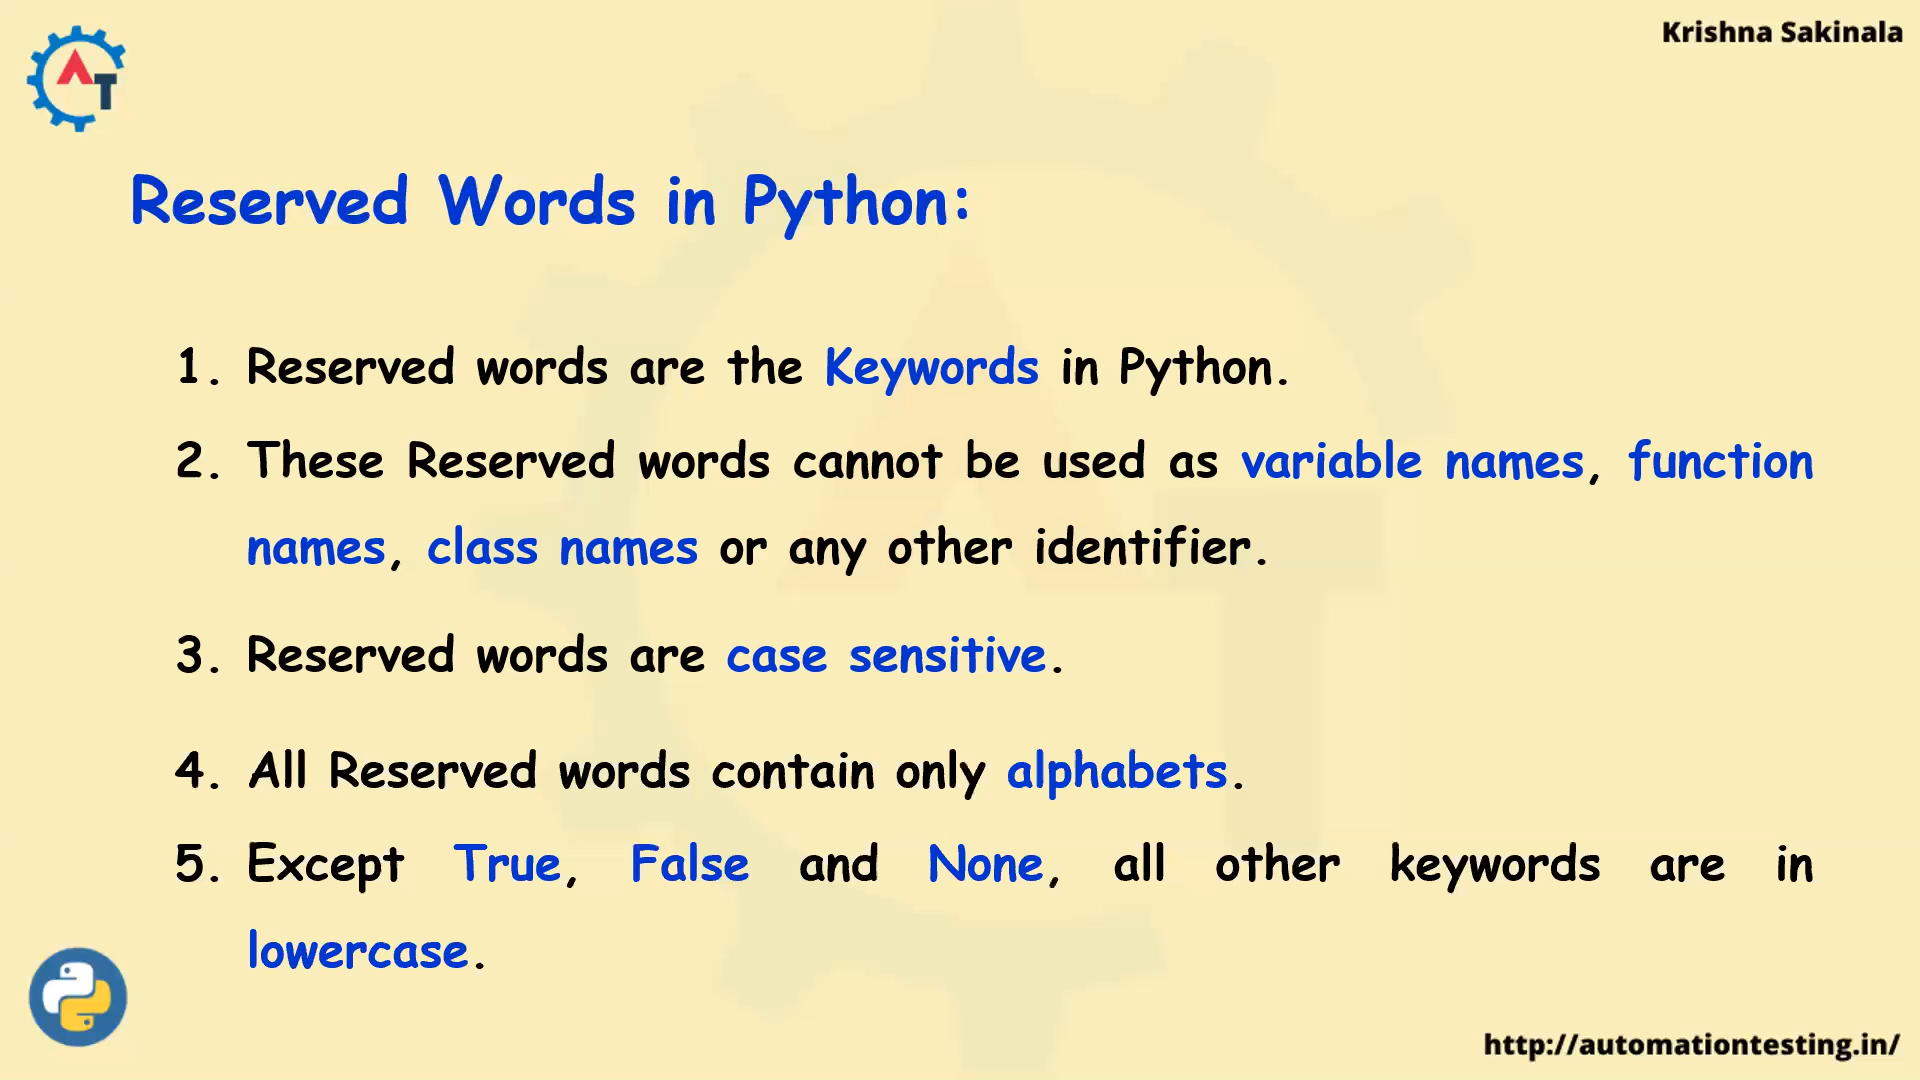 Krishna Sakinala
AT
Reserved Words in Python:
1. Reserved words are the Keywords in Python.
2. These Reserved words cannot be used as variable names, function
names, class names or any other identifier.
3. Reserved words are case sensitive.
4. All Reserved words contain only alphabets.
5. Except True, False and None, all other keywords are in
lowercase.
http://automationtesting.in/